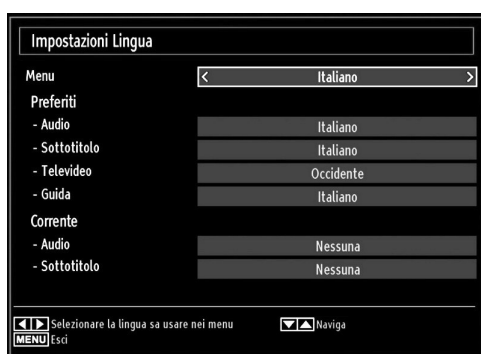 Impostazioni Lingua
Menu < Italiano >
Preferiti
- Audio Italiano
- Sottotitolo Italiano
- Televideo Occidente
- Guida Italiano
Corrente
- Audio Nessuna
- Sottotitolo Nessuna
Selezionare la lingua sa usare nei menu Naviga
MENU Esci